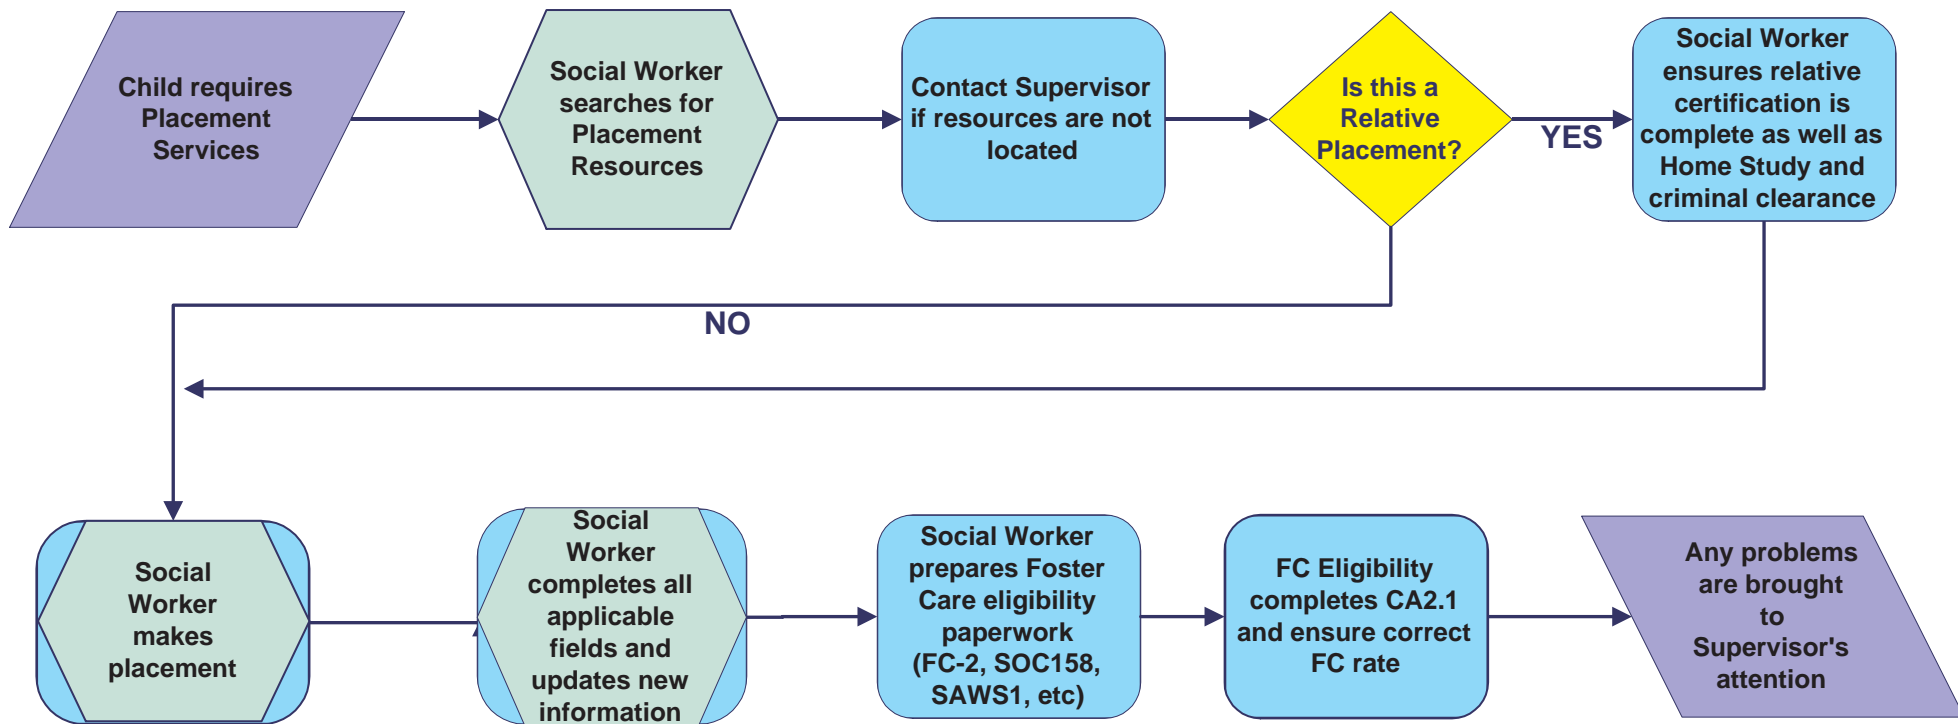 Child requires
Placement
Services
Social Worker
searches for
Placement
Resources
Contact Supervisor
if resources are not
located
Is this a
Relative
Placement?
YES
Social Worker
ensures relative
certification is
complete as well as
Home Study and
criminal clearance
NO
Social
Worker
makes
placement
Social
Worker
completes all
applicable
fields and
updates new
information
Social Worker
prepares Foster
Care eligibility
paperwork
(FC-2, SOC158,
SAWS1, etc)
FC Eligibility
completes CA2.1
and ensure correct
FC rate
Any problems
are brought
to
Supervisor's
attention